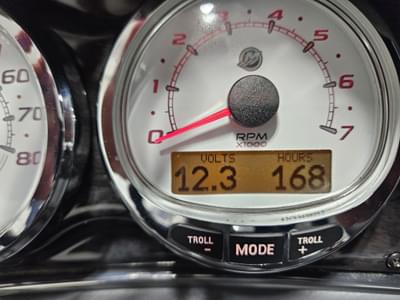 60
70
80
0
1
2
3
4
5
6
7
RPM
X1000
VOLTS HOURS
12.3 168
TROLL
-
MODE
TROLL
+